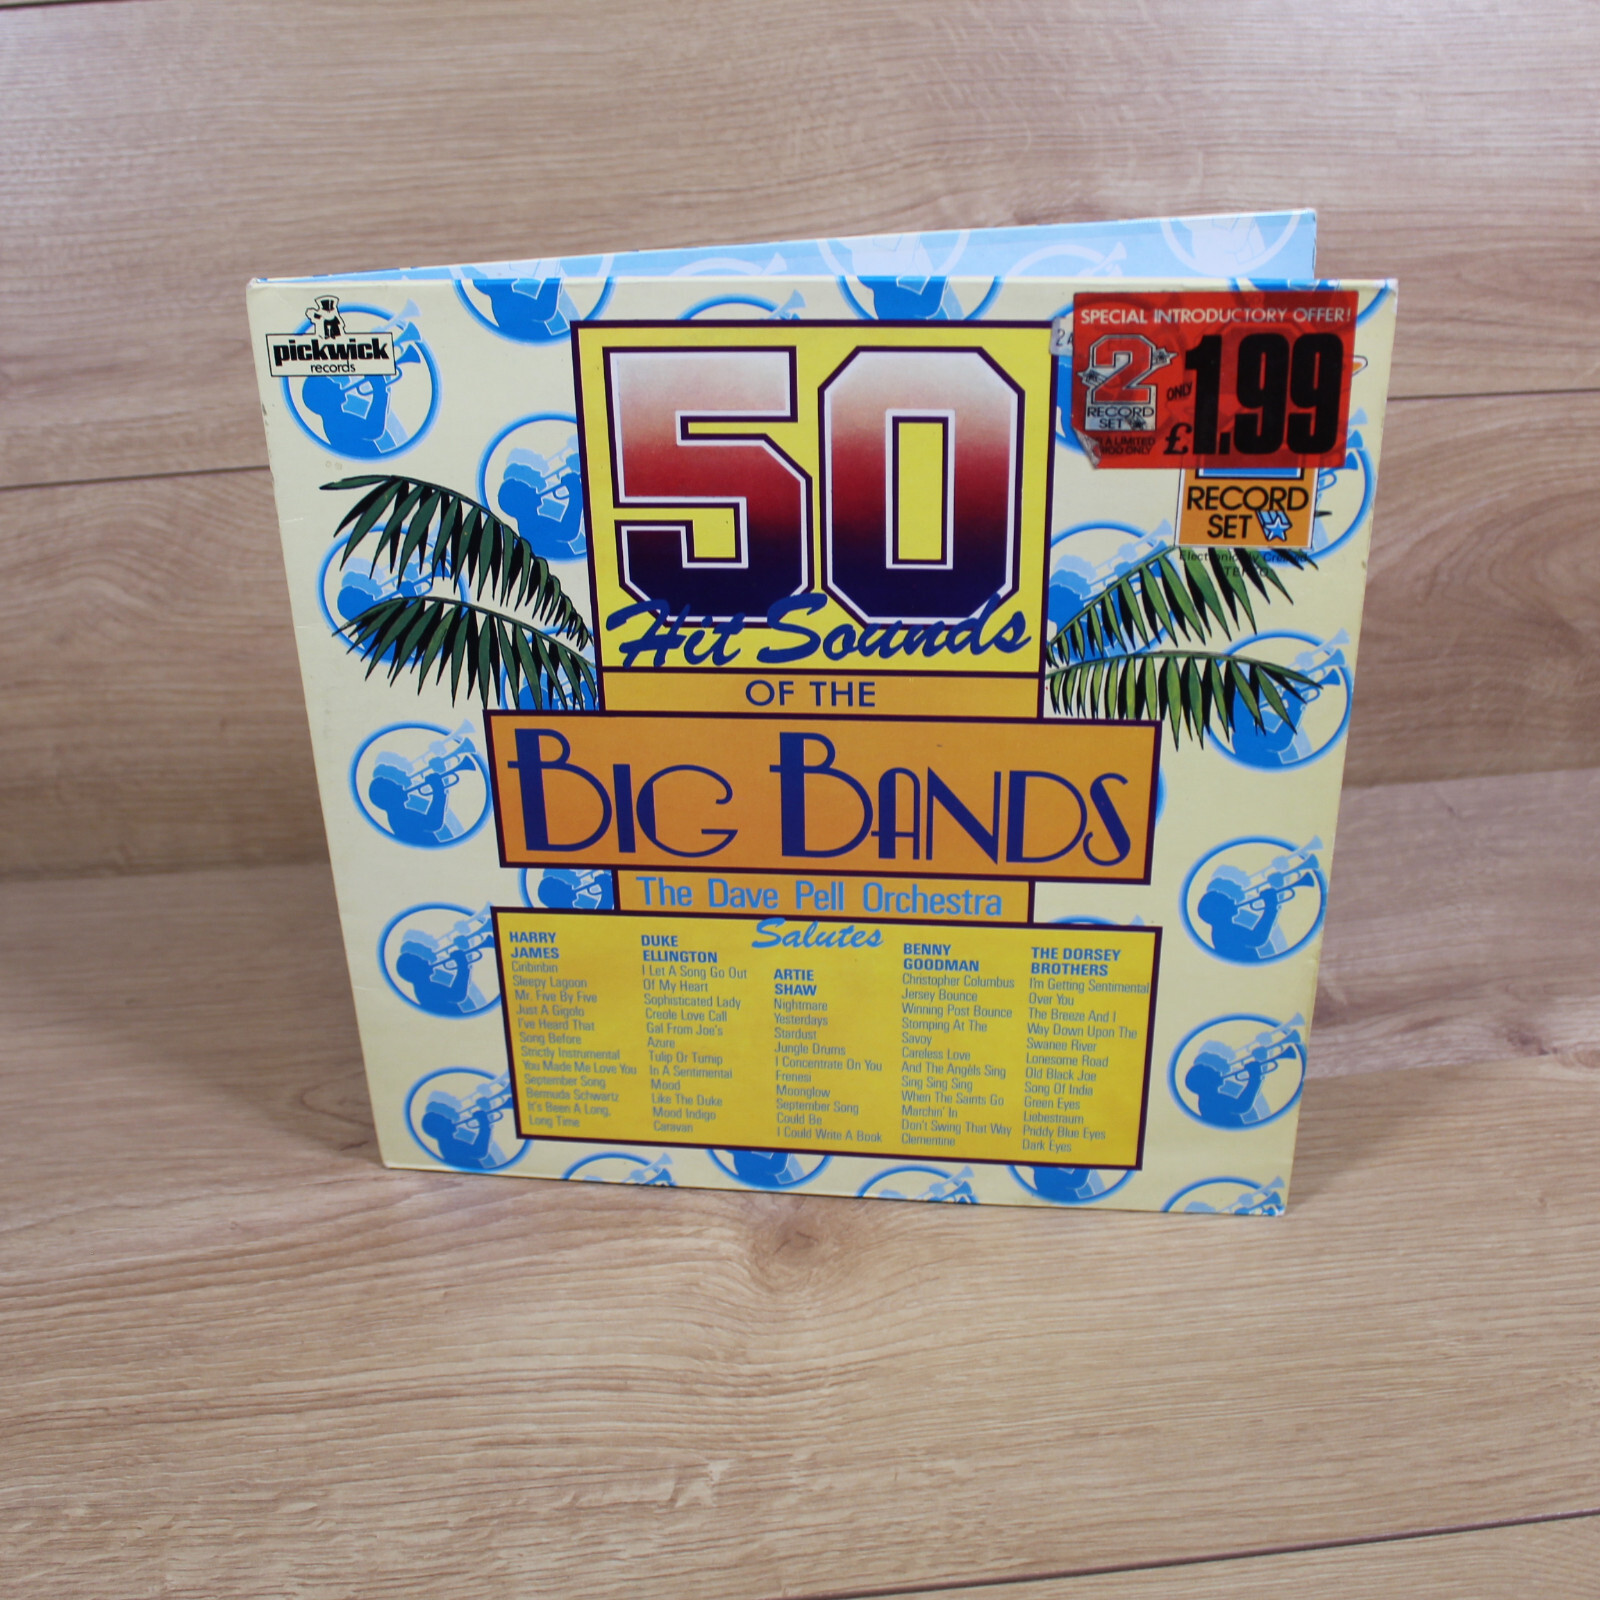 pickwick
records
SPECIAL INTRODUCTORY OFFER!
2
RECORD
SET
ONLY
£1.99
A LIMITED
ONLY
RECORD
SET
50
Hit Sounds
OF THE
BIG BANDS
The Dave Pell Orchestra
Salutes
HARRY
JAMES
Ciribiribin
Sleepy Lagoon
Mr. Five By Five
Just A Gigolo
I've Heard That
Song Before
Strictly Instrumental
You Made Me Love You
September Song
Bermuda Schwartz
It's Been A Long,
Long Time
DUKE
ELLINGTON
I Let A Song Go Out
Of My Heart
Sophisticated Lady
Creole Love Call
Gal From Joe's
Azure
Tulip Or Turnip
In A Sentimental
Mood
Like The Duke
Mood Indigo
Caravan
ARTIE
SHAW
Nightmare
Yesterdays
Stardust
Jungle Drums
I Concentrate On You
Frenesi
Moonglow
September Song
Could Be
I Could Write A Book
BENNY
GOODMAN
Christopher Columbus
Jersey Bounce
Winning Post Bounce
Stomping At The
Savoy
Careless Love
And The Angels Sing
Sing Sing Sing
When The Saints Go
Marchin' In
Don't Swing That Way
Clementine
THE DORSEY
BROTHERS
I'm Getting Sentimental
Over You
The Breeze And I
Way Down Upon The
Swanee River
Lonesome Road
Old Black Joe
Song Of India
Green Eyes
Liebestraum
Priddy Blue Eyes
Dark Eyes